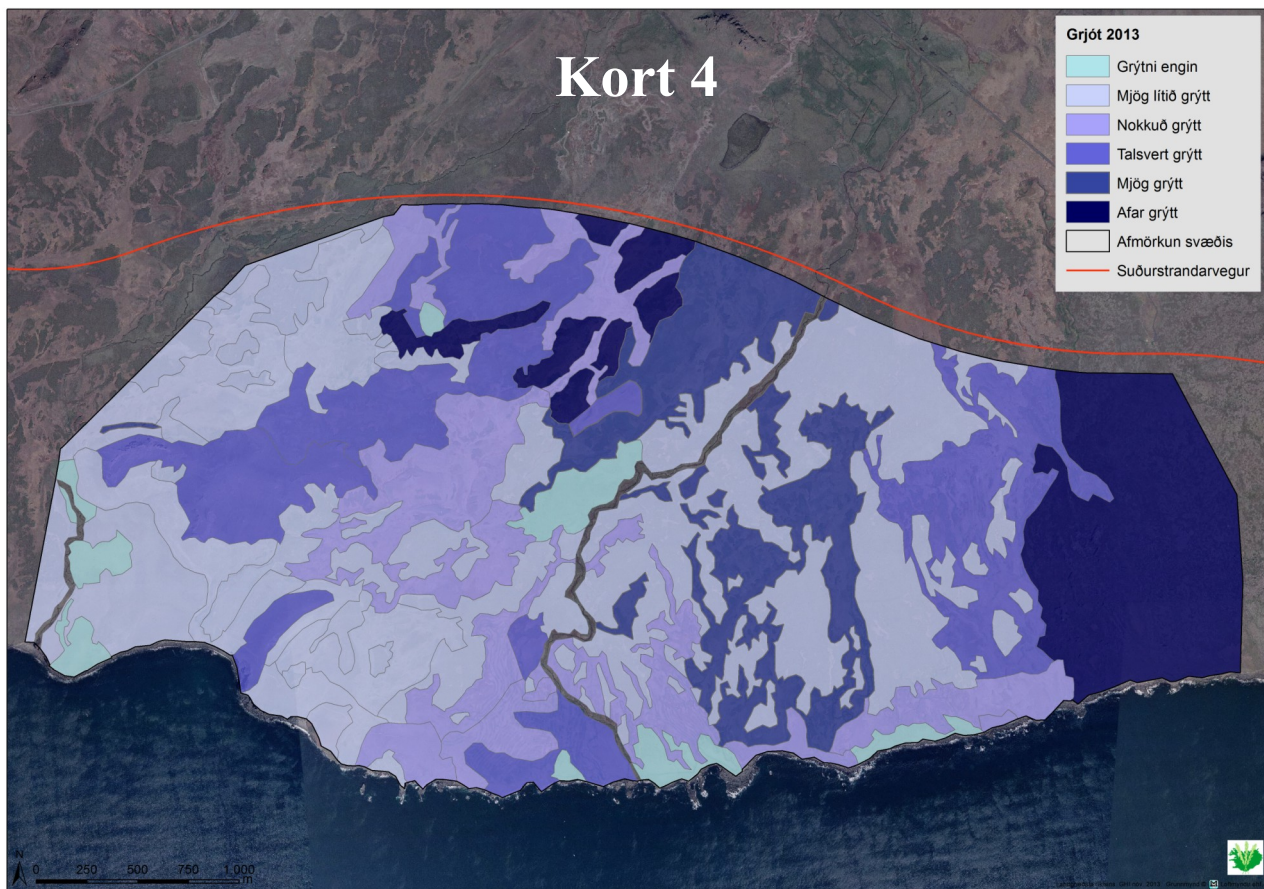 Kort 4
Grjót 2013
Grýtni engin
Mjög lítið grýtt
Nokkuð grýtt
Talsvert grýtt
Mjög grýtt
Afar grýtt
Afmörkun svæðis
Suðurstrandarvegur
N
0 250 500 750 1.000
m